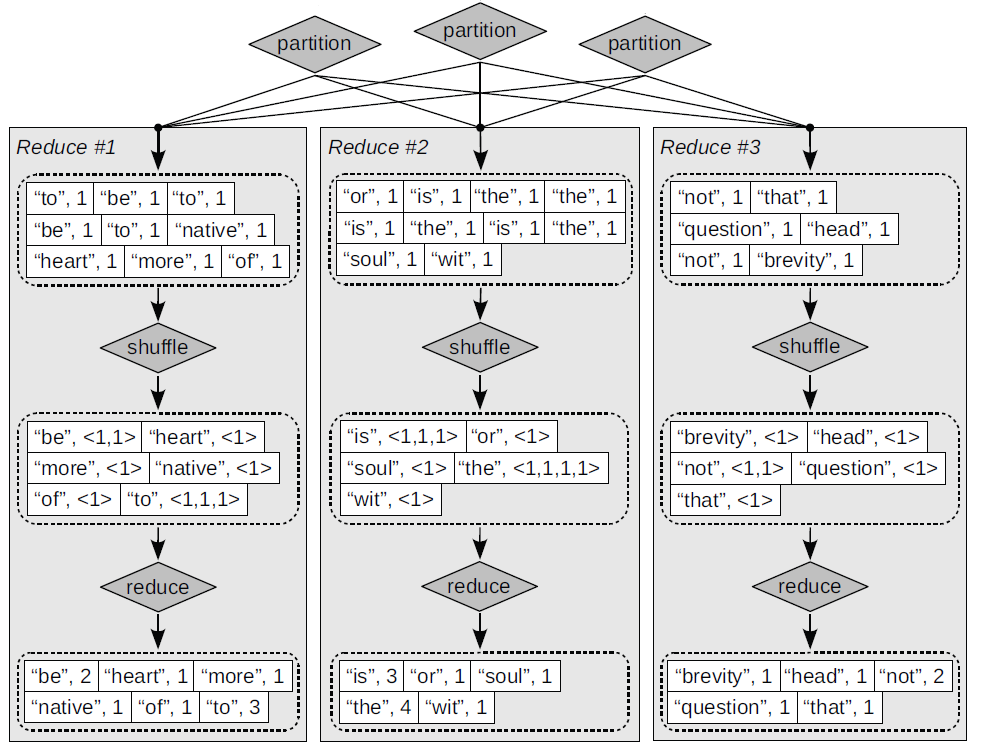 partition
partition
partition
Reduce #1
“to”, 1 “be”, 1 “to”, 1
“be”, 1 “to”, 1 “native”, 1
“heart”, 1 “more”, 1 “of”, 1
shuffle
“be”, <1,1> “heart”, <1>
“more”, <1> “native”, <1>
“of”, <1> “to”, <1,1,1>
reduce
“be”, 2 “heart”, 1 “more”, 1
“native”, 1 “of”, 1 “to”, 3
Reduce #2
“or”, 1 “is”, 1 “the”, 1 “the”, 1
“is”, 1 “the”, 1 “is”, 1 “the”, 1
“soul”, 1 “wit”, 1
shuffle
“is”, <1,1,1> “or”, <1>
“soul”, <1> “the”, <1,1,1,1>
“wit”, <1>
reduce
“is”, 3 “or”, 1 “soul”, 1
“the”, 4 “wit”, 1
Reduce #3
“not”, 1 “that”, 1
“question”, 1 “head”, 1
“not”, 1 “brevity”, 1
shuffle
“brevity”, <1> “head”, <1>
“not”, <1,1> “question”, <1>
“that”, <1>
reduce
“brevity”, 1 “head”, 1 “not”, 2
“question”, 1 “that”, 1